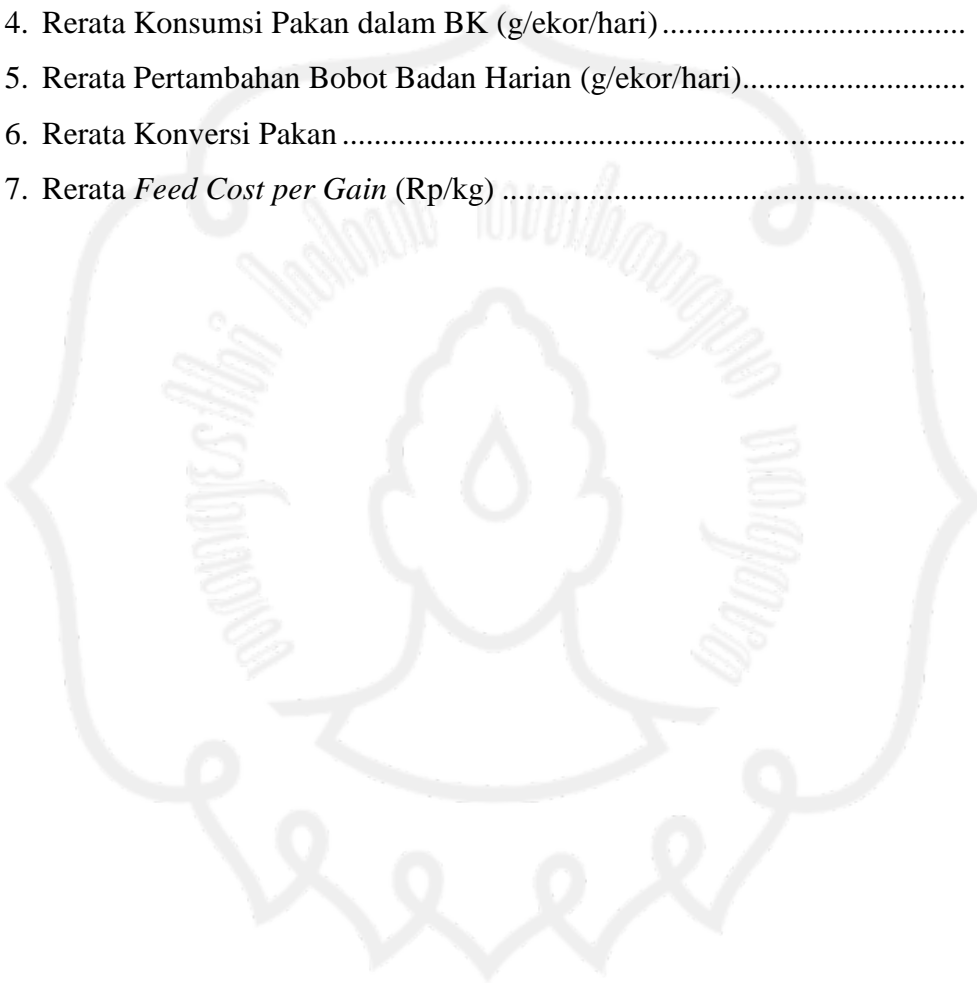 4. Rerata Konsumsi Pakan dalam BK (g/ekor/hari)......................................
5. Rerata Pertambahan Bobot Badan Harian (g/ekor/hari)............................
6. Rerata Konversi Pakan..............................................................................
7. Rerata Feed Cost per Gain (Rp/kg)..........................................................